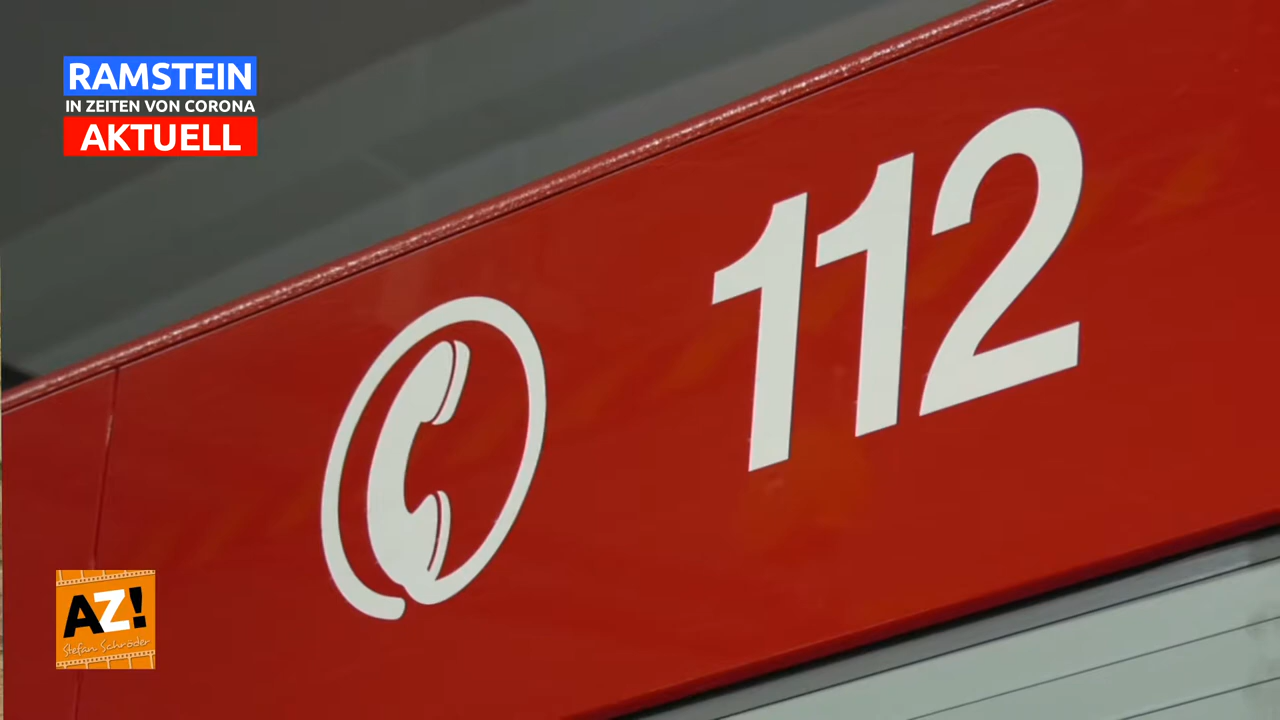 RAMSTEIN
IN ZEITEN VON CORONA
AKTUELL
112
AZ!
Stefan Schröder